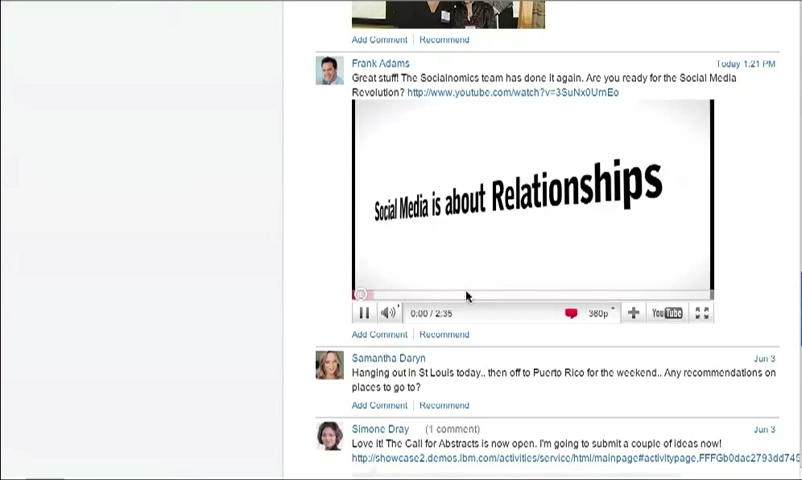 Add Comment | Recommend
Frank Adams Today 1:21 PM
Great stuff! The Socialnomics team has done it again. Are you ready for the Social Media
Revolution? http://www.youtube.com/watch?v=3SuNx0UrnEo
Social Media is about Relationships
0:00 / 2:35 360p YouTube
Add Comment | Recommend
Samantha Daryn Jun 3
Hanging out in St Louis today.. then off to Puerto Rico for the weekend.. Any recommendations on
places to go to?
Add Comment | Recommend
Simone Dray (1 comment) Jun 3
Love it! The Call for Abstracts is now open. I'm going to submit a couple of ideas now!
http://showcase2.demos.ibm.com/activities/service/html/mainpage#activitypage,FFFGb0dac2793dd745